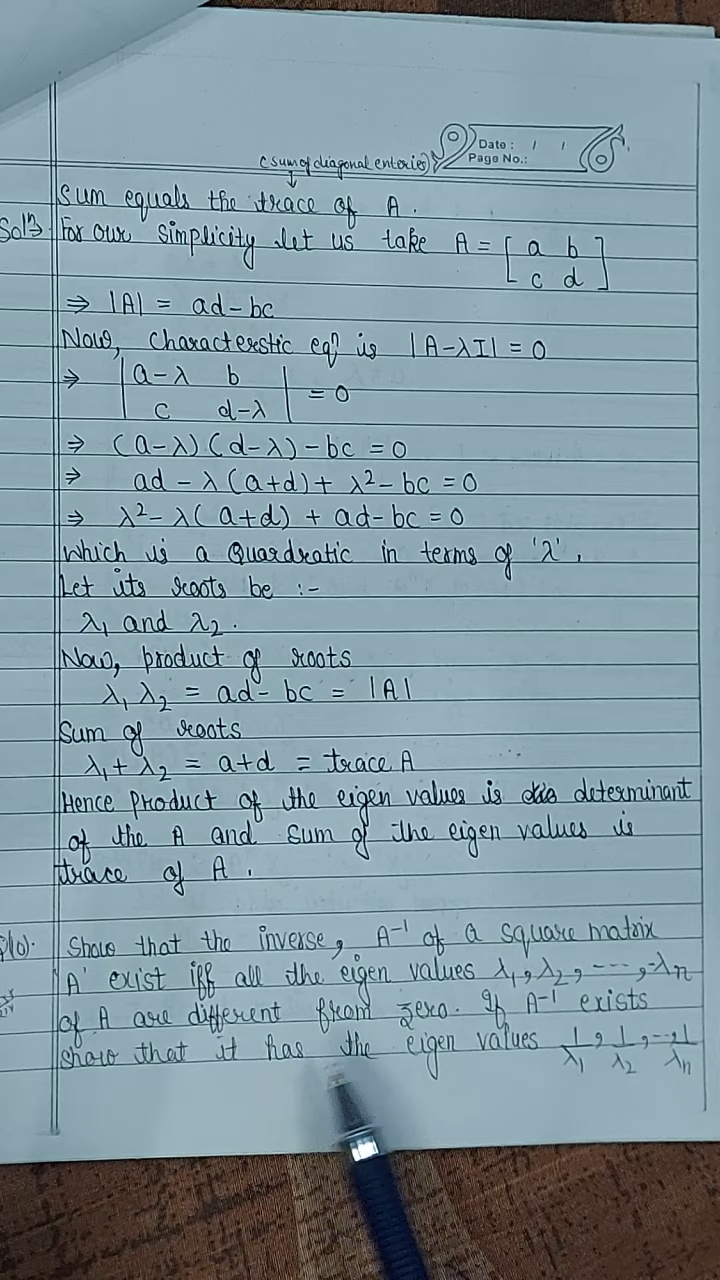 Date : / /
Page No.:
(sum of diagonal enteries)
Sum equals the trace of A.
Sol⇒ For our simplicity let us take A = [a b
c d]
⇒ |A| = ad-bc
Now, characterstic eqn is |A-λI| = 0
⇒ |a-λ b
c d-λ| = 0
⇒ (a-λ)(d-λ)-bc = 0
⇒ ad - λ(a+d) + λ²-bc = 0
⇒ λ²-λ(a+d) + ad-bc = 0
Which is a Quardratic in terms of 'λ',
Let its roots be :-
λ₁ and λ₂.
Now, product of roots
λ₁λ₂ = ad-bc = |A|
Sum of roots
λ₁+λ₂ = a+d = trace A
Hence product of the eigen values is determinant
of the A and sum of the eigen values is
trace of A.
Show that the inverse, A⁻¹ of a square matrix
A' exist iff all the eigen values λ₁, λ₂, ---, λn
of A are different from zero. If A⁻¹ exists
show that it has the eigen values 1/λ₁, 1/λ₂, --, 1/λn